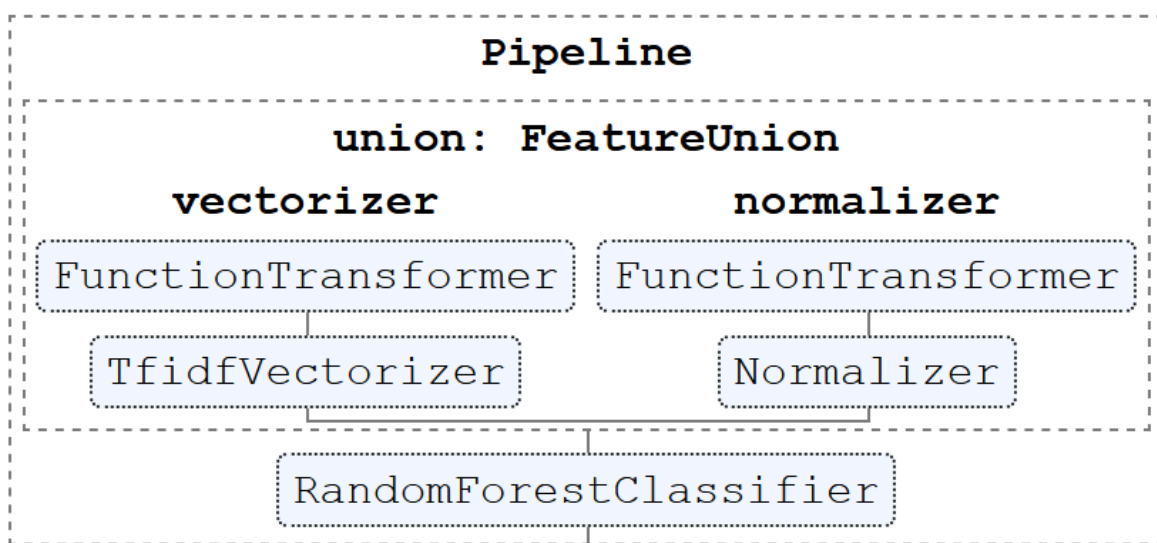 Pipeline
union: FeatureUnion
vectorizer
normalizer
FunctionTransformer
FunctionTransformer
TfidfVectorizer
Normalizer
RandomForestClassifier